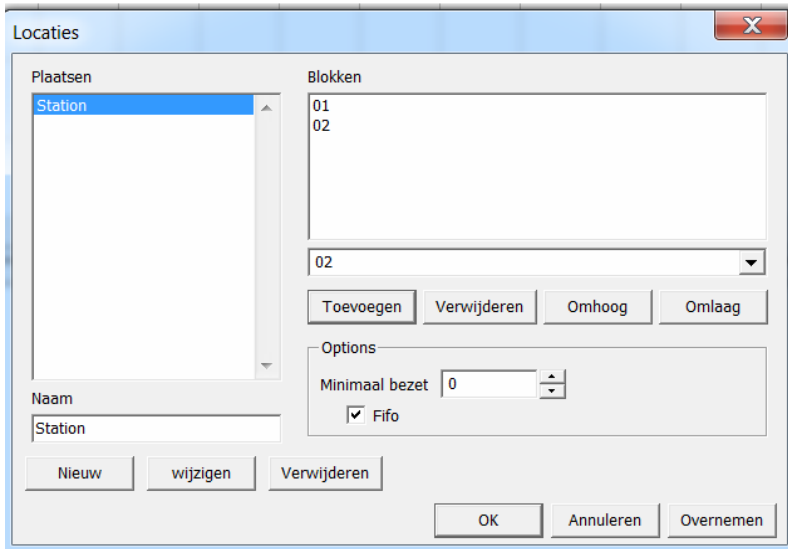 Locaties
Plaatsen
Station
Naam
Station
Nieuw
wijzigen
Verwijderen
Blokken
01
02
02
Toevoegen
Verwijderen
Omhoog
Omlaag
Options
Minimaal bezet 0
Fifo
OK
Annuleren
Overnemen